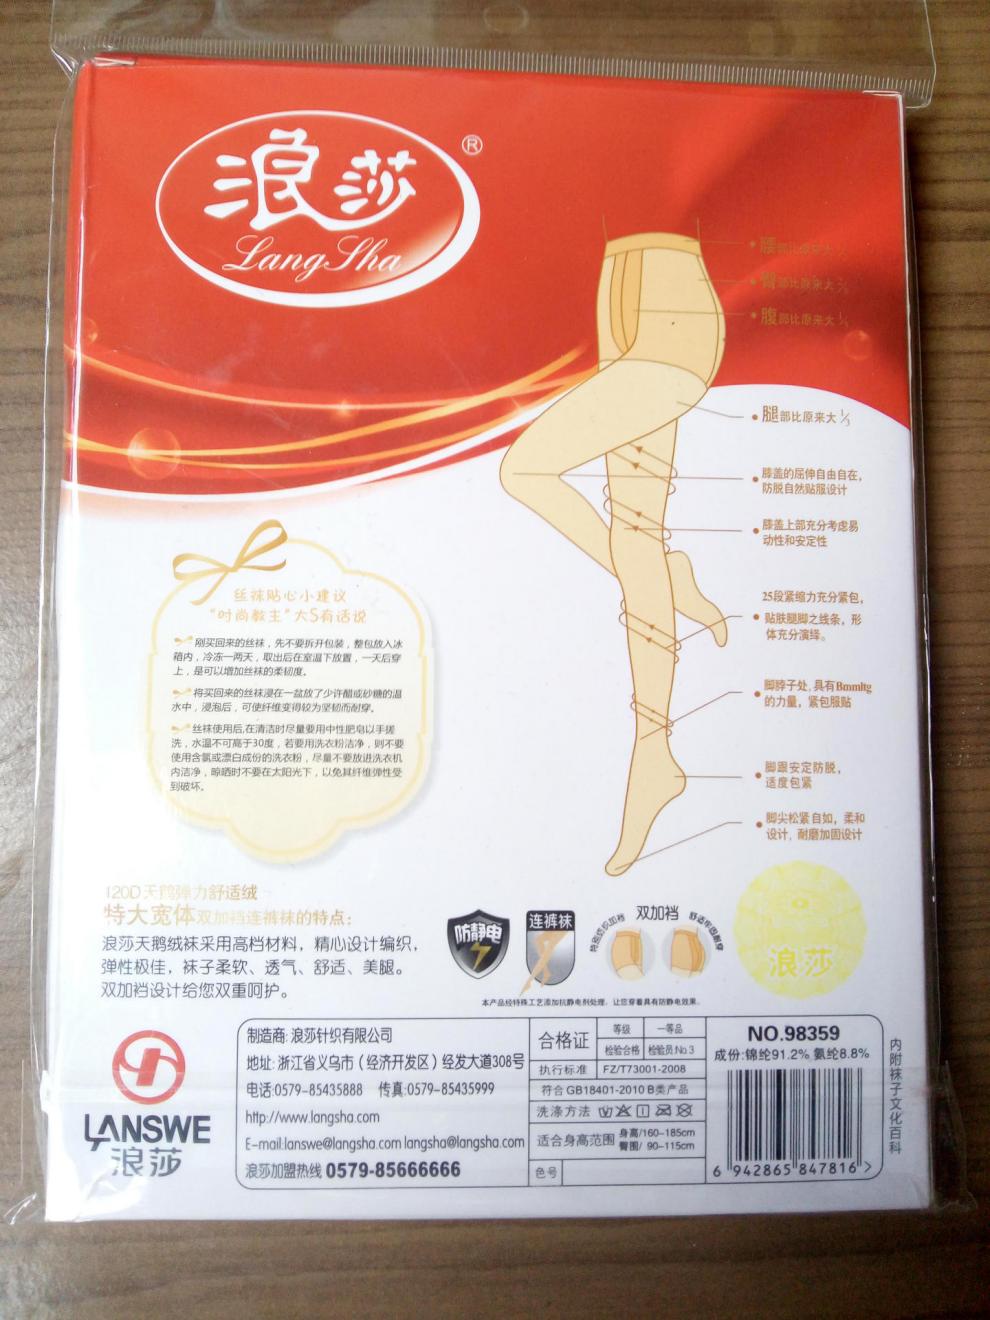 浪莎
®
LangSha
腰部比原来大
臀部比原来大
腹部比原来大
腿部比原来大 1/3
膝盖的屈伸自由自在，
防脱自然贴服设计
膝盖上部充分考虑易
动性和安定性
25段紧缩力充分紧包，
贴肤腿脚之线条，形
体充分演绎。
脚脖子处，具有8mmltg
的力量，紧包服贴
脚跟安定防脱，
适度包紧
脚尖松紧自如，柔和
设计，耐磨加固设计
丝袜贴心小建议
“时尚教主”大S有话说
刚买回来的丝袜，先不要拆开包装，整包放入冰
箱内，冷冻一两天，取出后在室温下放置，一天后穿
上，是可以增加丝袜的柔韧度。
将买回来的丝袜浸在一盆放了少许醋或砂糖的温
水中，浸泡后，可使纤维变得较为坚韧而耐穿。
丝袜使用后,在清洁时尽量要用中性肥皂以手搓
洗，水温不可高于30度，若要用洗衣粉洁净，则不要
使用含氯或漂白成份的洗衣粉，尽量不要放进洗衣机
内洁净，晾晒时不要在太阳光下，以免其纤维弹性受
到破坏。
120D天鹅弹力舒适绒
特大宽体双加裆连裤袜的特点：
浪莎天鹅绒袜采用高档材料，精心设计编织，
弹性极佳，袜子柔软、透气、舒适、美腿。
双加裆设计给您双重呵护。
防静电
连裤袜
双加裆
本产品经特殊工艺添加抗静电剂处理，让您穿着具有防静电效果。
浪莎
LANSWE
浪莎
制造商：浪莎针织有限公司
地址：浙江省义乌市（经济开发区）经发大道308号
电话:0579-85435888 传真:0579-85435999
http://www.langsha.com
E-mail:lanswe@langsha.com langsha@langsha.com
浪莎加盟热线 0579-85666666
合格证 等级 一等品
检验合格 检验员:No 3
执行标准 FZ/T73001-2008
符合 GB18401-2010 B类产品
洗涤方法
适合身高范围 身高/160-185cm
臀围/ 90-115cm
色号
NO.98359
成份:锦纶91.2% 氨纶8.8%
6 942865 847816 >
内附袜子文化百科